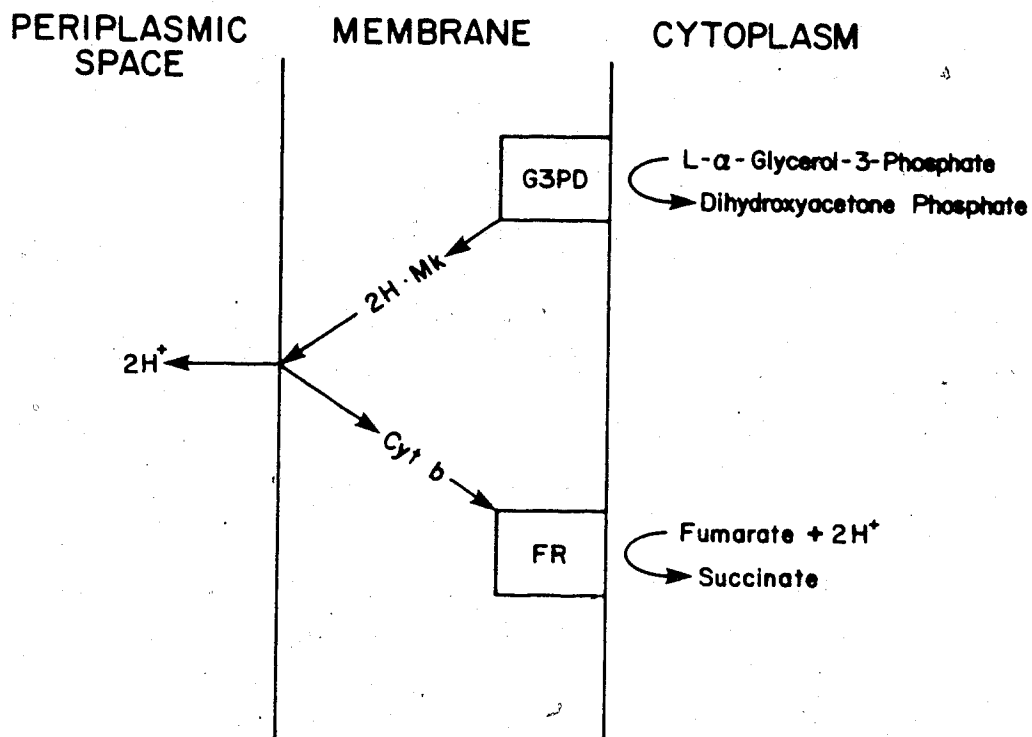 PERIPLASMIC
SPACE
MEMBRANE
CYTOPLASM
G3PD
L-α-Glycerol-3-Phosphate
Dihydroxyacetone Phosphate
2H·Mk
2H⁺
Cyt b
FR
Fumarate + 2H⁺
Succinate